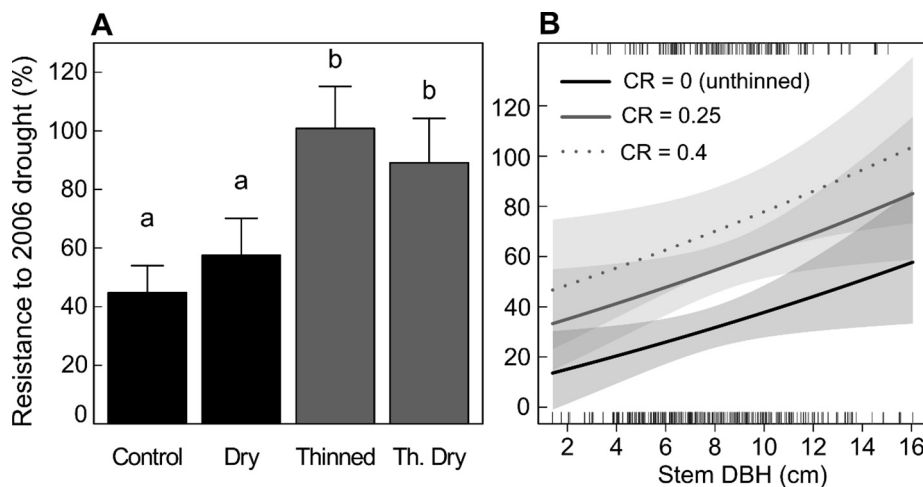 A
Resistance to 2006 drought (%)
120
100
80
60
40
20
0
a
a
b
b
Control Dry Thinned Th. Dry
B
CR = 0 (unthinned)
CR = 0.25
CR = 0.4
120
100
80
60
40
20
0
2 4 6 8 10 12 14 16
Stem DBH (cm)